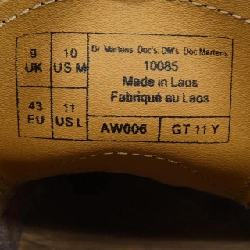 9 UK
10 US M
43 EU
11 US L
Dr Martens Doc's, DM's Doc Martens
10085
Made in Laos
Fabriqué au Laos
AW006
GT 11 Y